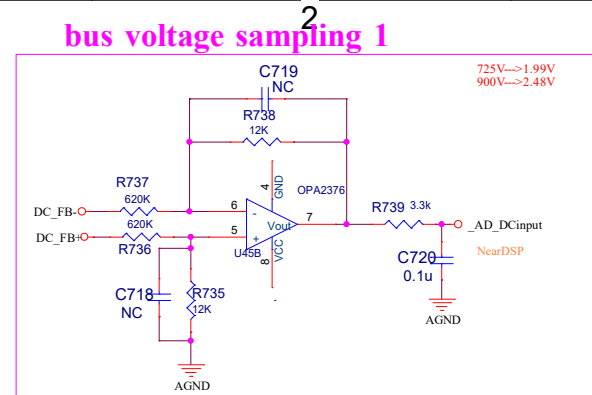 2
bus voltage sampling 1
725V--->1.99V
900V--->2.48V
C719
NC
R738
12K
R737
620K
4
GND
OPA2376
DC_FB-
6
-
7
R739 3.3k
620K
Vout
_AD_DCinput
DC_FB+
5
+
R736
U45B
8
VCC
C720
0.1u
NearDSP
C718
NC
R735
12K
AGND
AGND